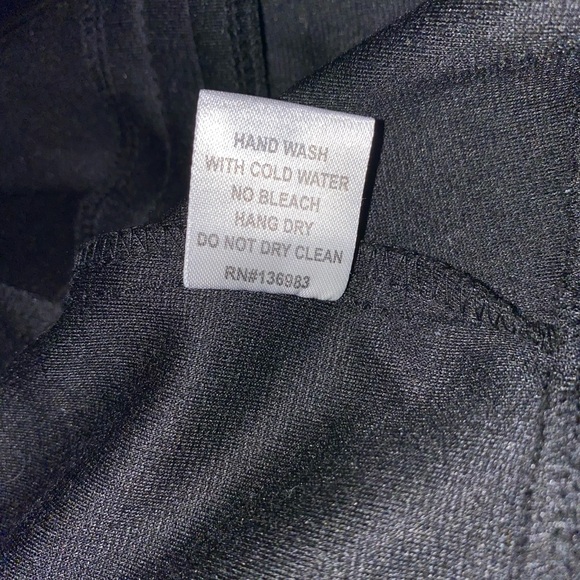 HAND WASH
WITH COLD WATER
NO BLEACH
HANG DRY
DO NOT DRY CLEAN
RN#136983